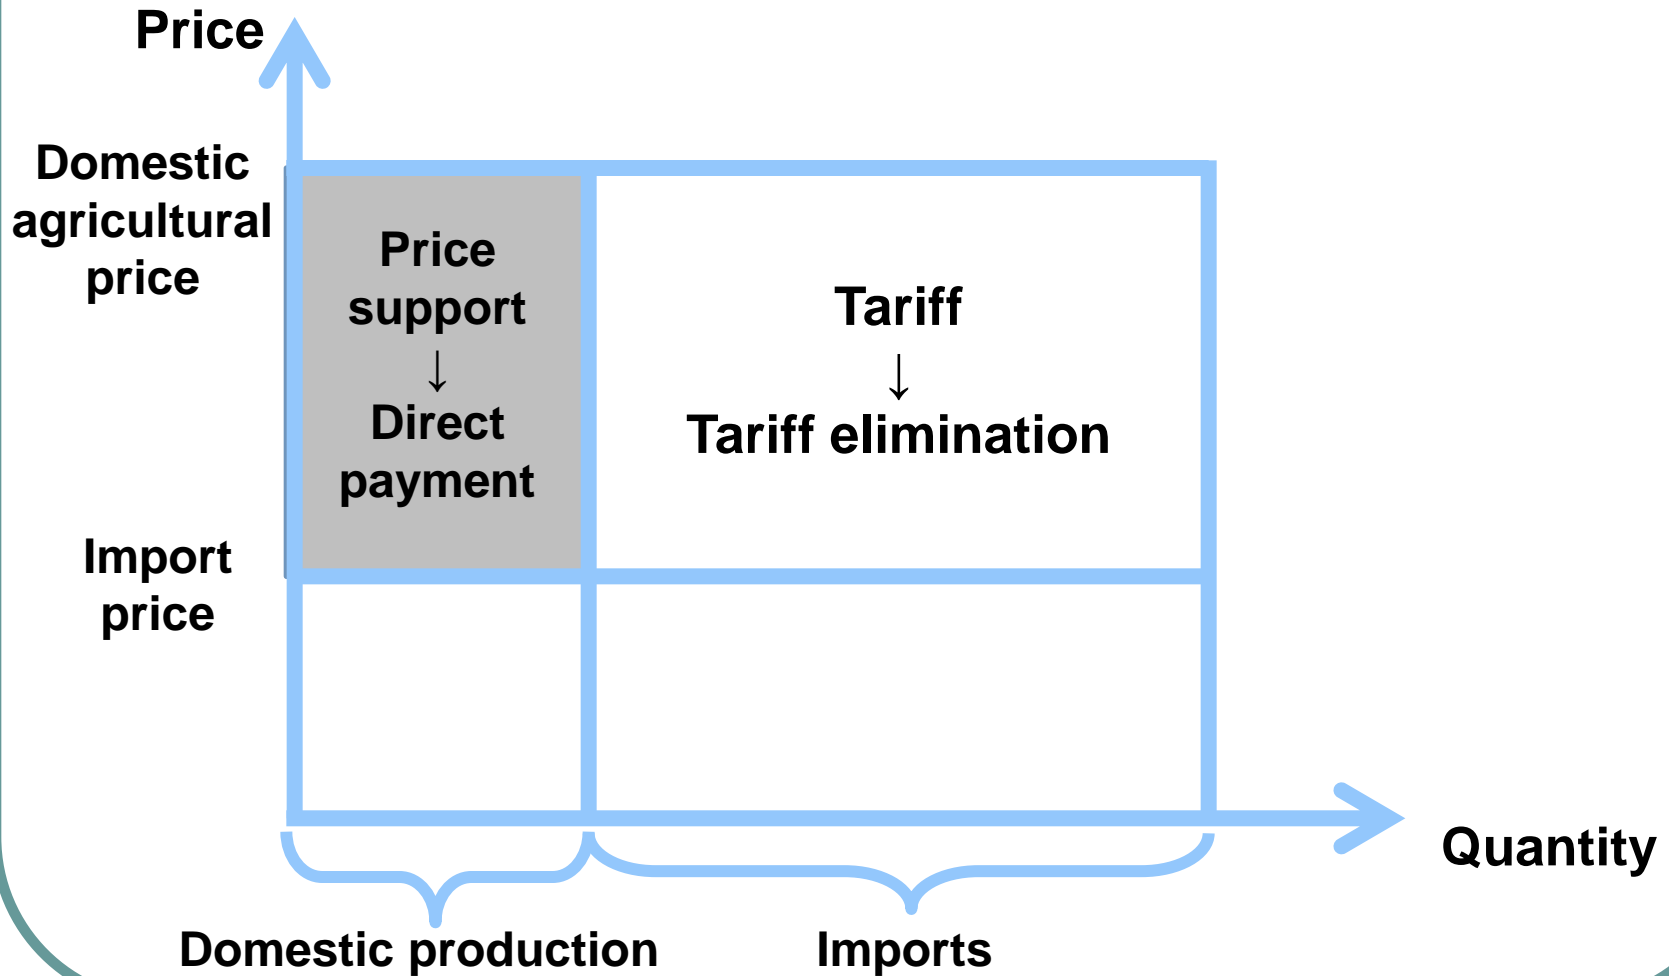 Price
Domestic
agricultural
price
Price
support
↓
Direct
payment
Tariff
↓
Tariff elimination
Import
price
Quantity
Domestic production
Imports